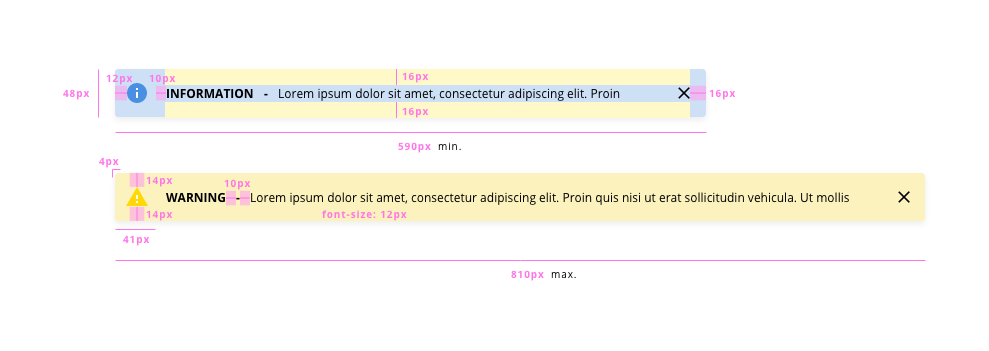 12px 10px 16px
48px INFORMATION - Lorem ipsum dolor sit amet, consectetur adipiscing elit. Proin 16px
16px
590px min.
4px
14px 10px
WARNING - Lorem ipsum dolor sit amet, consectetur adipiscing elit. Proin quis nisi ut erat sollicitudin vehicula. Ut mollis
14px font-size: 12px
41px
810px max.